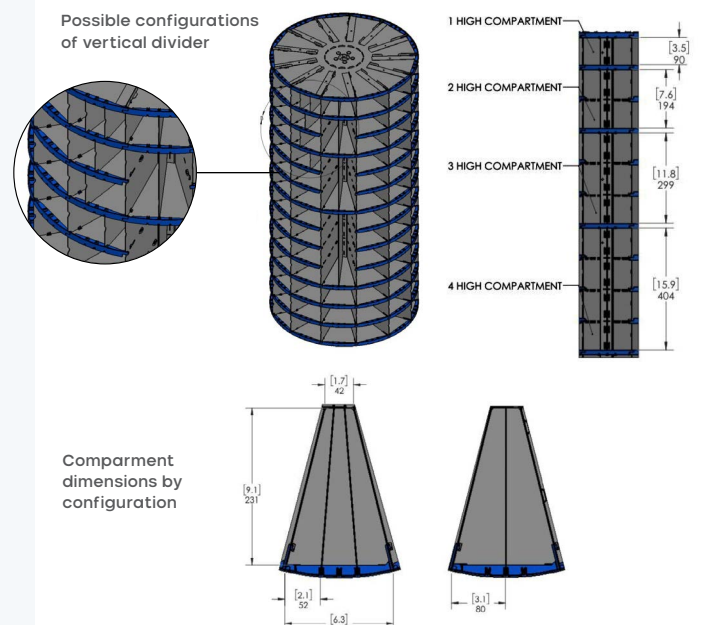 Possible configurations
of vertical divider
1 HIGH COMPARTMENT
[3.5]
90
2 HIGH COMPARTMENT
[7.6]
194
3 HIGH COMPARTMENT
[11.8]
299
4 HIGH COMPARTMENT
[15.9]
404
[1.7]
42
Comparment
dimensions by
configuration
[9.1]
231
[2.1]
52
[6.3]
[3.1]
80